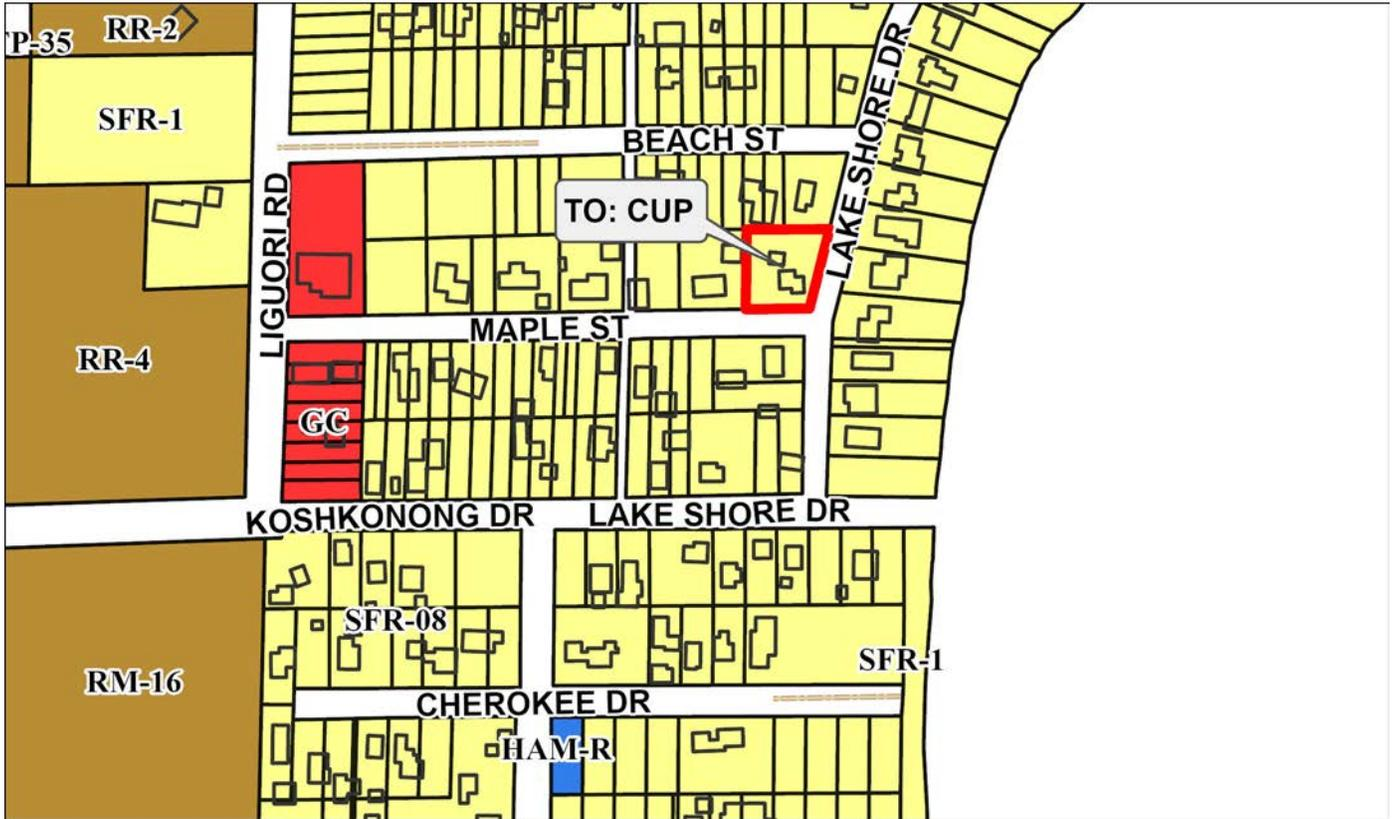 RR-2
TP-35
SFR-1
BEACH ST
LAKE SHORE DR
LIGUORI RD
TO: CUP
MAPLE ST
RR-4
GC
KOSHKONONG DR
LAKE SHORE DR
SFR-08
SFR-1
RM-16
CHEROKEE DR
HAM-R